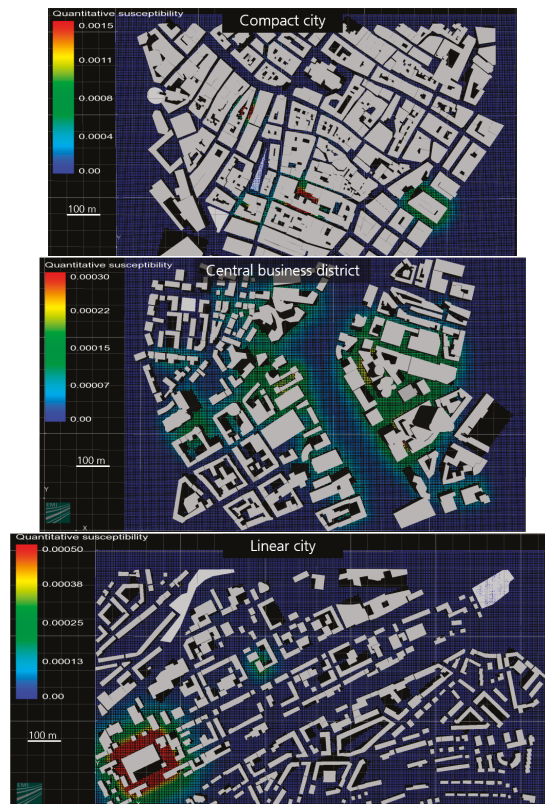 Quantitative susceptibility
Compact city
0.0015
0.0011
0.0008
0.0004
0.00
100 m
Quantitative susceptibility
Central business district
0.00030
0.00022
0.00015
0.00007
0.00
100 m
Y
X
EMI
Quantitative susceptibility
Linear city
0.00050
0.00038
0.00025
0.00013
0.00
100 m
EMI